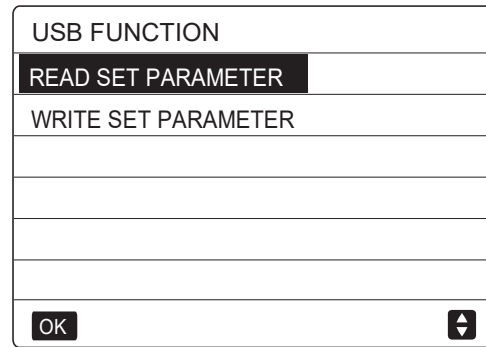 USB FUNCTION
READ SET PARAMETER
WRITE SET PARAMETER
OK